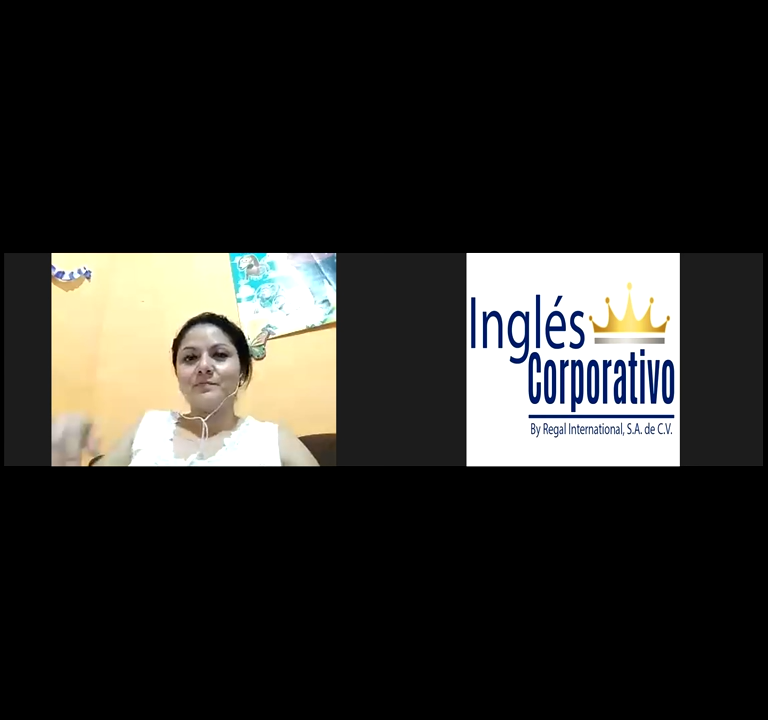 Inglés
Corporativo
By Regal International, S.A. de C.V.